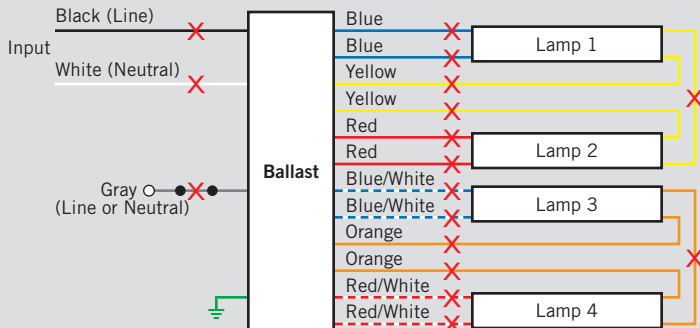 Black (Line)
Input
White (Neutral)
Gray
(Line or Neutral)
Ballast
Blue
Blue
Yellow
Yellow
Red
Red
Blue/White
Blue/White
Orange
Orange
Red/White
Red/White
Lamp 1
Lamp 2
Lamp 3
Lamp 4